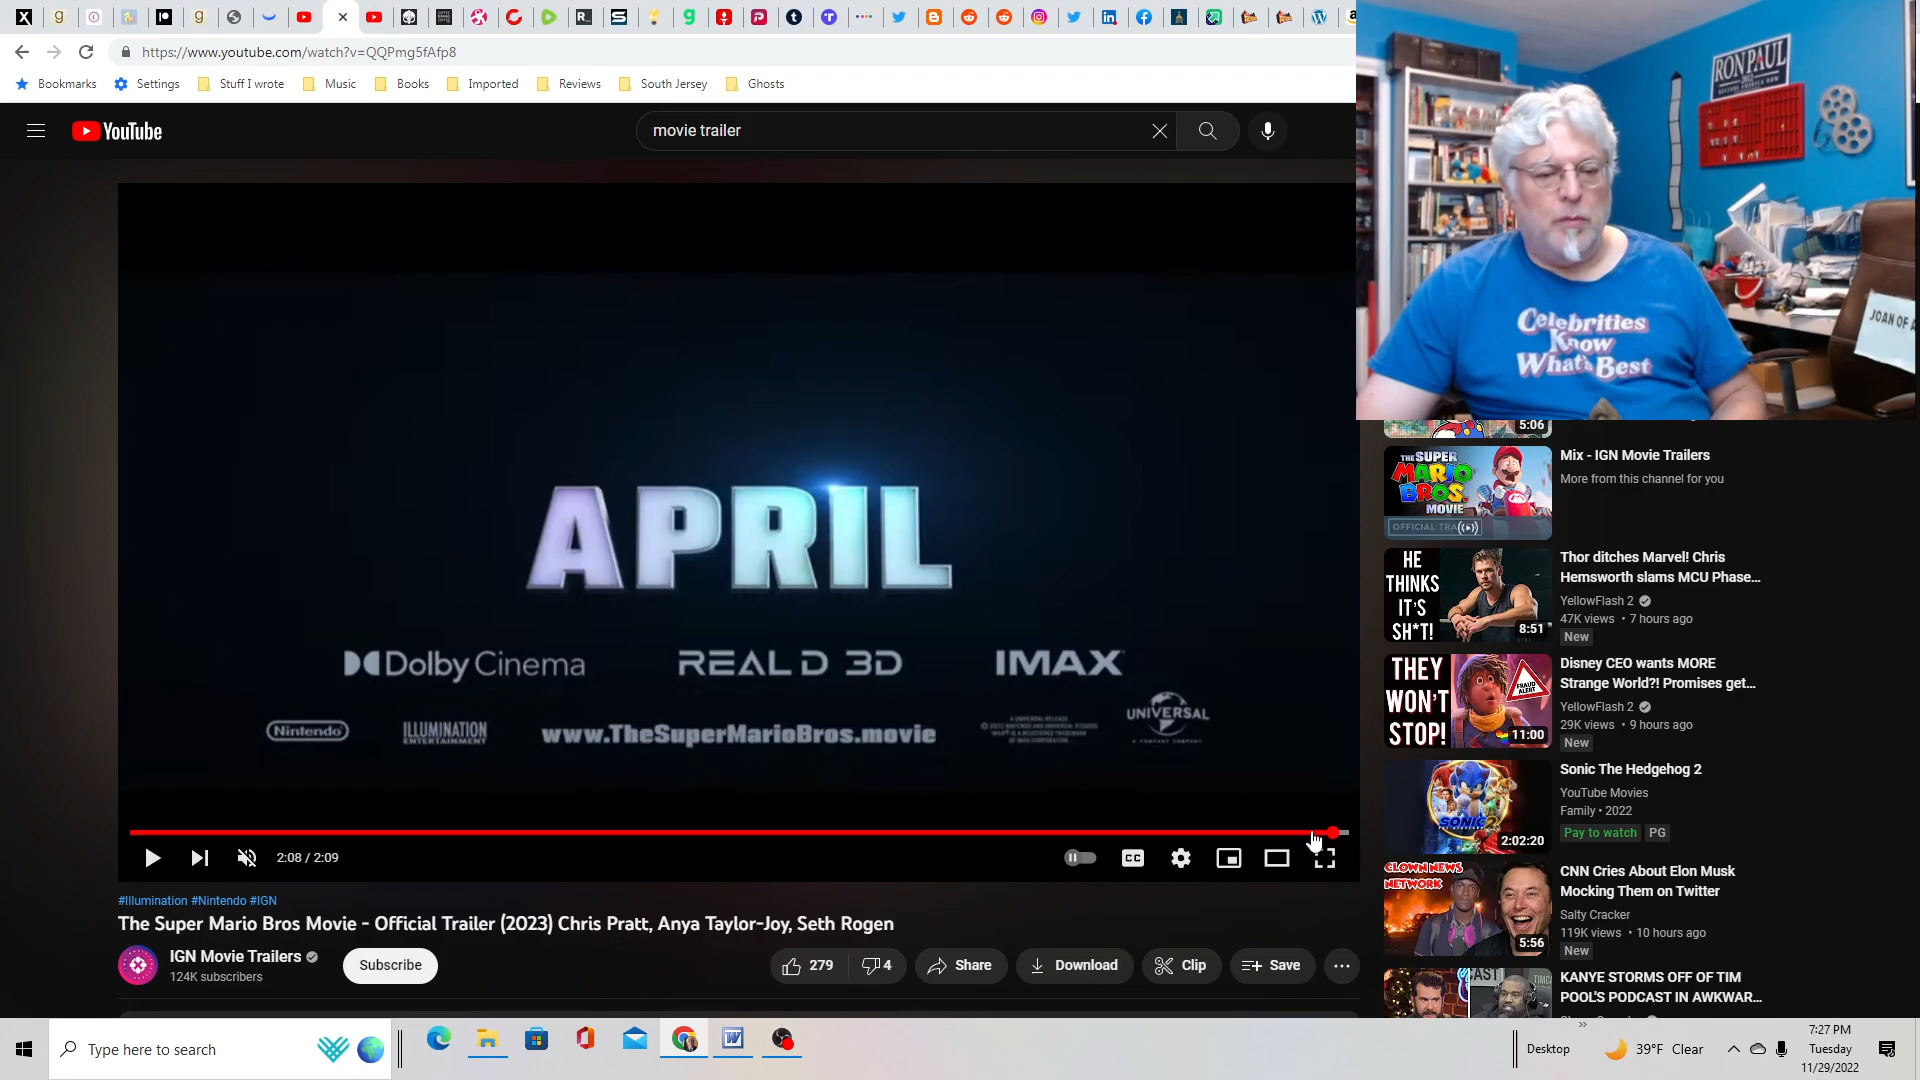 https://www.youtube.com/watch?v=QQPmg5fAfp8
Bookmarks
Settings
Stuff I wrote
Music
Books
Imported
Reviews
South Jersey
Ghosts
YouTube
movie trailer
RON PAUL
2012
JOAN OF A
Celebrities
Know
What's Best
APRIL
Dolby Cinema
REAL D 3D
IMAX
Nintendo
ILLUMINATION
ENTERTAINMENT
www.TheSuperMarioBros.movie
UNIVERSAL
2:08 / 2:09
CC
#Illumination #Nintendo #IGN
The Super Mario Bros Movie - Official Trailer (2023) Chris Pratt, Anya Taylor-Joy, Seth Rogen
IGN Movie Trailers
124K subscribers
Subscribe
279
4
Share
Download
Clip
Save
5:06
THE SUPER
MARIO
BROS.
MOVIE
OFFICIAL TRA
Mix - IGN Movie Trailers
More from this channel for you
HE
THINKS
IT'S
SH*T!
8:51
Thor ditches Marvel! Chris
Hemsworth slams MCU Phase...
YellowFlash 2
47K views • 7 hours ago
New
THEY
WON'T
STOP!
FRAUD
ALERT
11:00
Disney CEO wants MORE
Strange World?! Promises get...
YellowFlash 2
29K views • 9 hours ago
New
SONIC 2
2:02:20
Sonic The Hedgehog 2
YouTube Movies
Family • 2022
Pay to watch
PG
CLOWN NEWS
NETWORK
5:56
CNN Cries About Elon Musk
Mocking Them on Twitter
Salty Cracker
119K views • 10 hours ago
New
KANYE STORMS OFF OF TIM
POOL'S PODCAST IN AWKWAR...
Type here to search
Desktop
39°F Clear
7:27 PM
Tuesday
11/29/2022